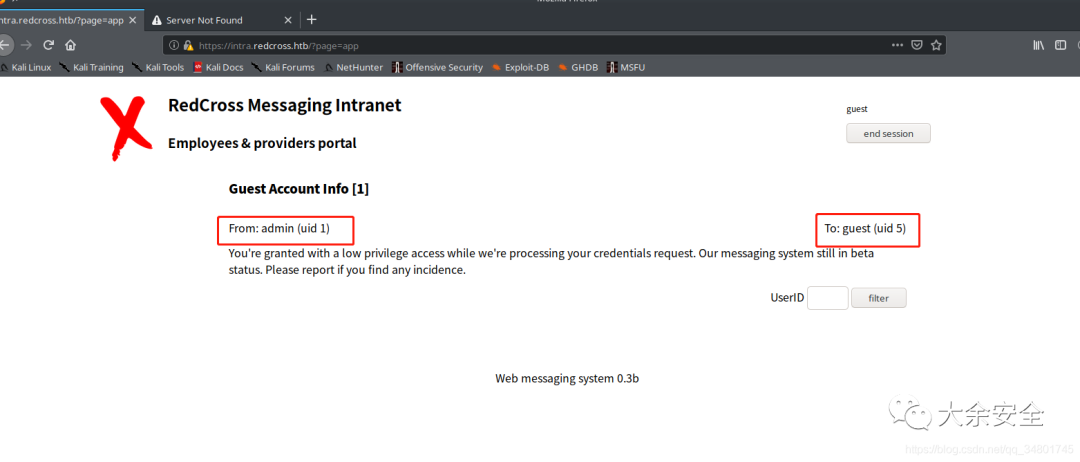 Mozilla Firefox
intra.redcross.htb/?page=app
Server Not Found
https://intra.redcross.htb/?page=app
Kali Linux Kali Training Kali Tools Kali Docs Kali Forums NetHunter Offensive Security Exploit-DB GHDB MSFU
RedCross Messaging Intranet
guest
end session
Employees & providers portal
Guest Account Info [1]
From: admin (uid 1)
To: guest (uid 5)
You're granted with a low privilege access while we're processing your credentials request. Our messaging system still in beta
status. Please report if you find any incidence.
UserID
filter
Web messaging system 0.3b
大余安全
https://blog.csdn.net/qq_34801745